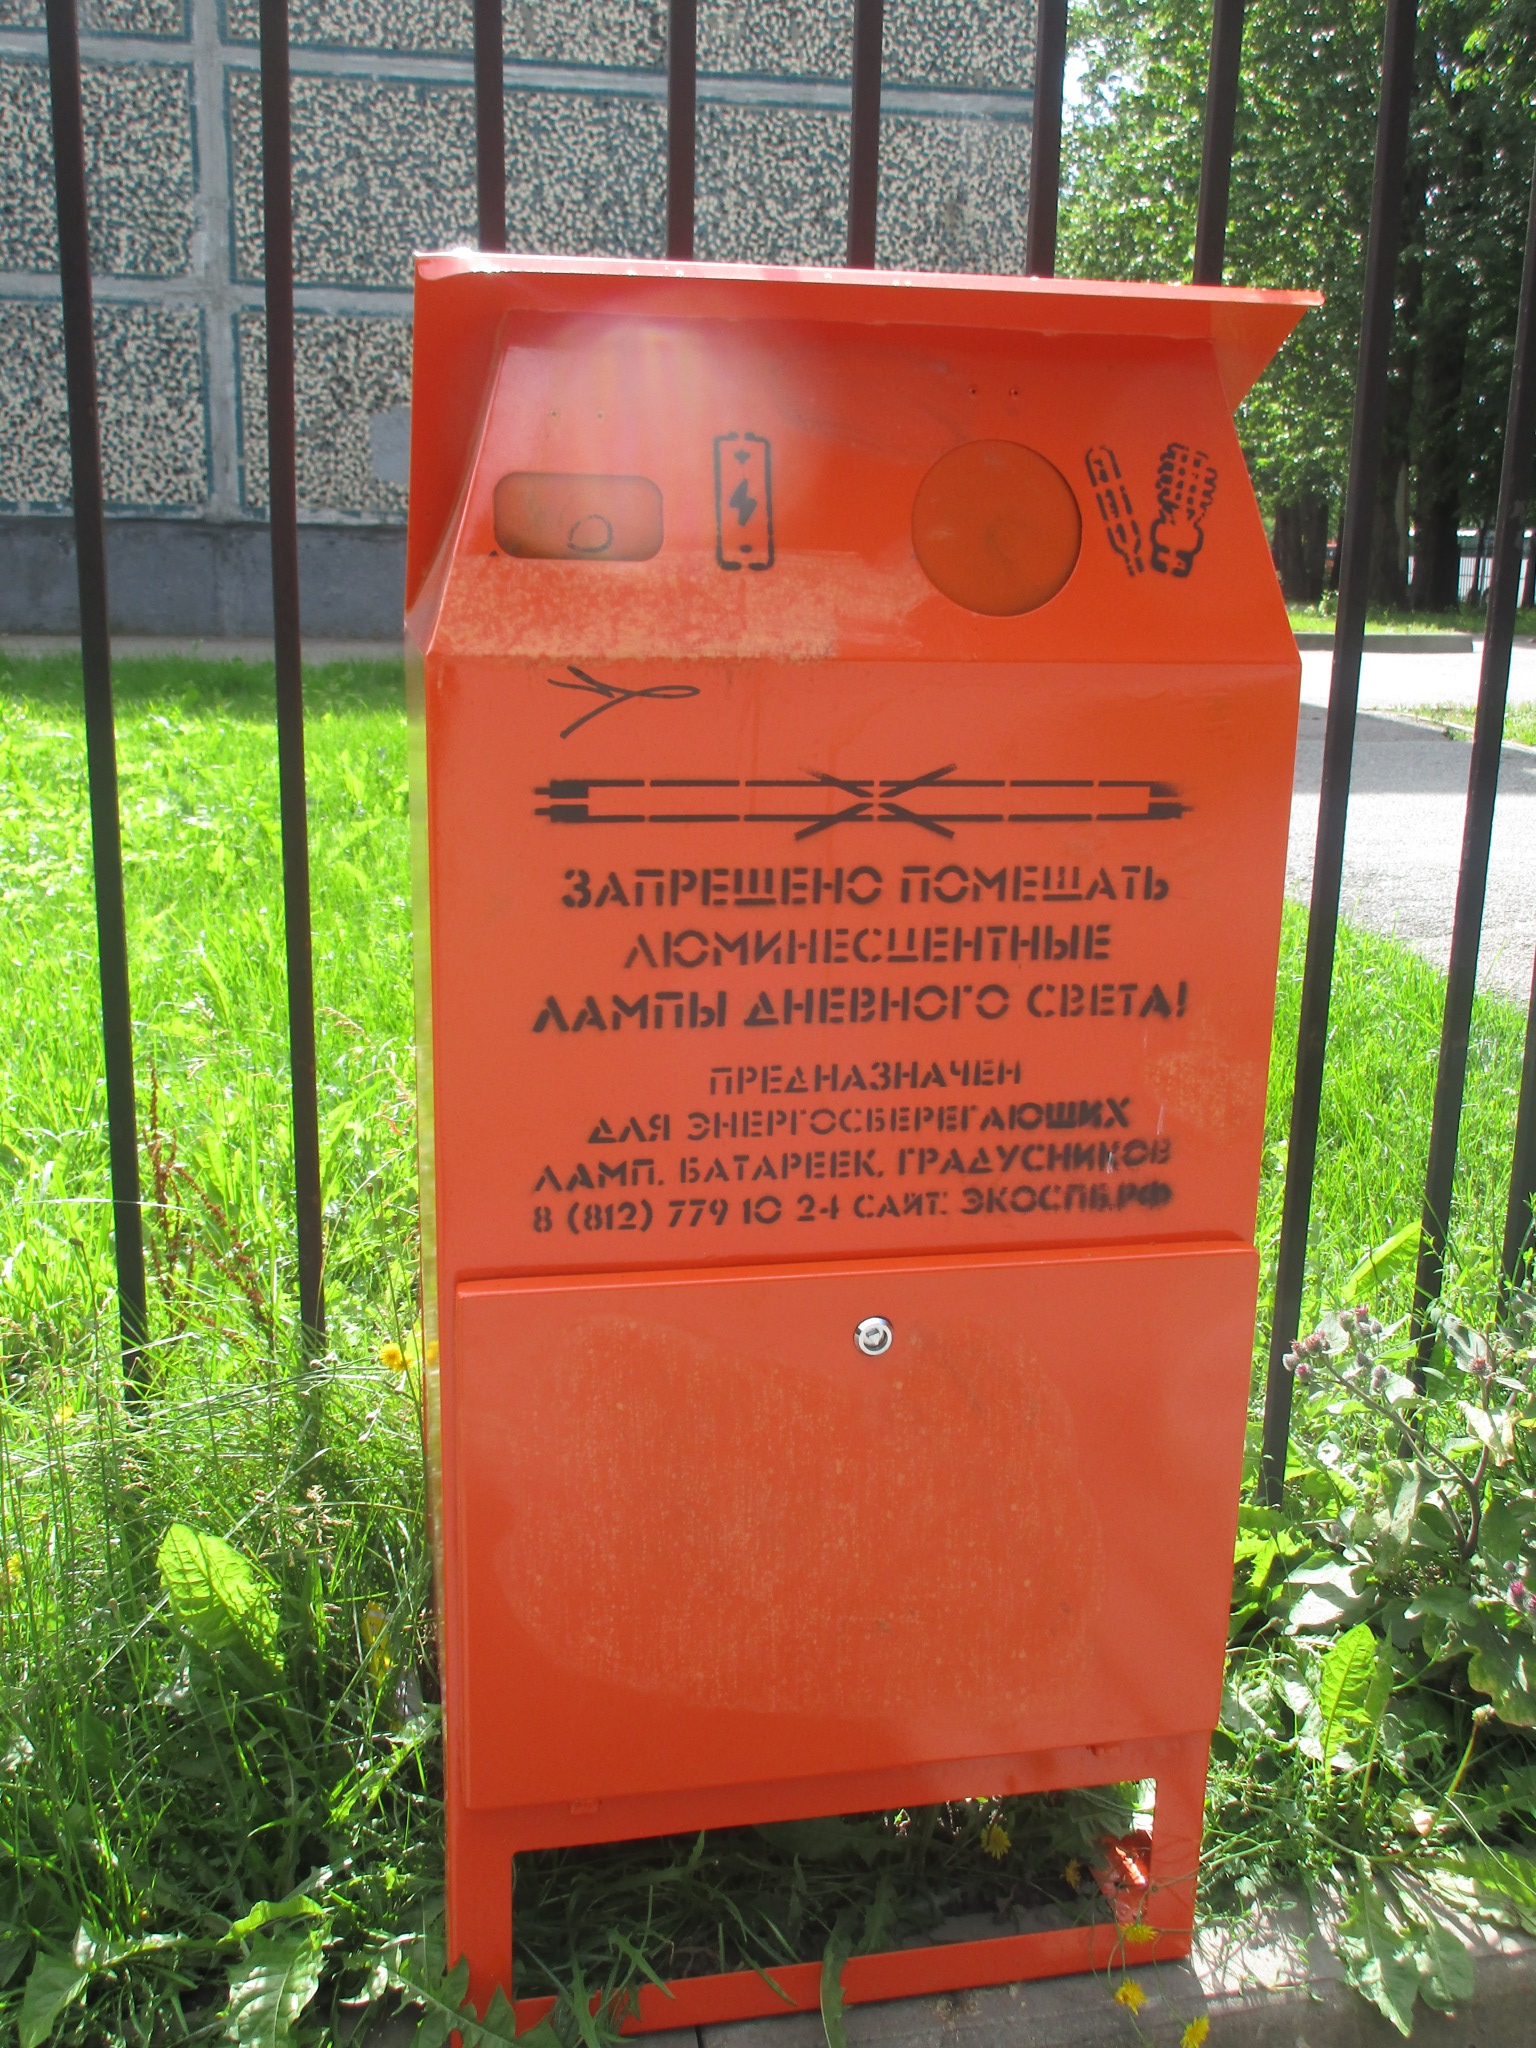 ЗАПРЕЩЕНО ПОМЕЩАТЬ
ЛЮМИНЕСЦЕНТНЫЕ
ЛАМПЫ ДНЕВНОГО СВЕТА!
ПРЕДНАЗНАЧЕН
ДЛЯ ЭНЕРГОСБЕРЕГАЮЩИХ
ЛАМП, БАТАРЕЕК, ГРАДУСНИКОВ
8 (812) 779 10 24 САЙТ: ЭКОСПБ.РФ